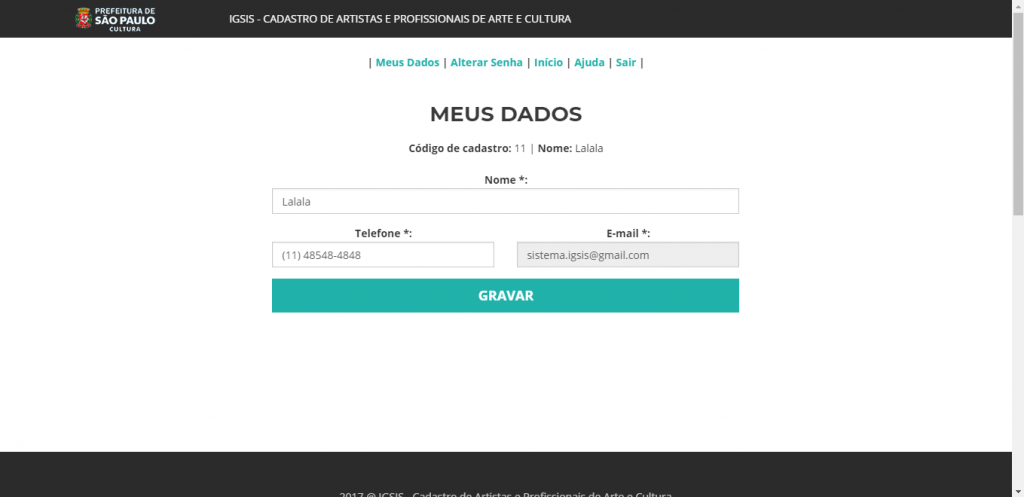 PREFEITURA DE
SÃO PAULO
CULTURA
IGSIS - CADASTRO DE ARTISTAS E PROFISSIONAIS DE ARTE E CULTURA
| Meus Dados | Alterar Senha | Início | Ajuda | Sair |
MEUS DADOS
Código de cadastro: 11 | Nome: Lalala
Nome *:
Lalala
Telefone *: E-mail *:
(11) 48548-4848 sistema.igsis@gmail.com
GRAVAR
2017 @ IGSIS - Cadastro de Artistas e Profissionais de Arte e Cultura